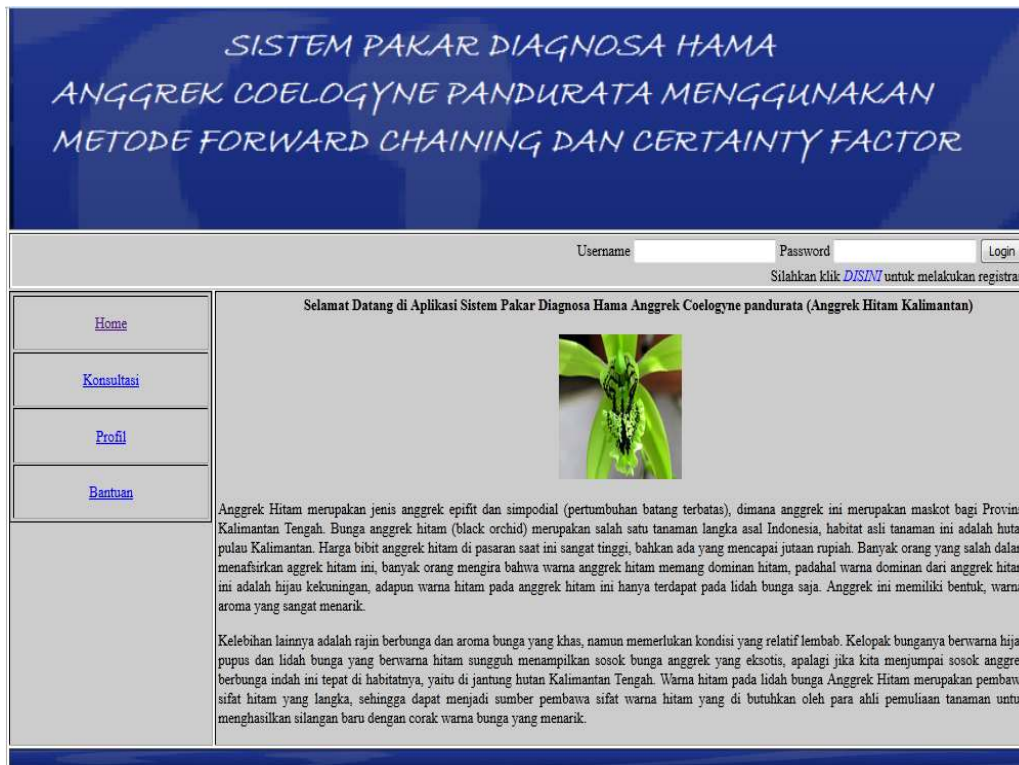 SISTEM PAKAR DIAGNOSA HAMA
ANGGREK COELOGYNE PANDURATA MENGGUNAKAN
METODE FORWARD CHAINING DAN CERTAINTY FACTOR
Username Password Login
Silahkan klik DISINI untuk melakukan registra
Home
Konsultasi
Profil
Bantuan
Selamat Datang di Aplikasi Sistem Pakar Diagnosa Hama Anggrek Coelogyne pandurata (Anggrek Hitam Kalimantan)
Anggrek Hitam merupakan jenis anggrek epifit dan simpodial (pertumbuhan batang terbatas), dimana anggrek ini merupakan maskot bagi Provins
Kalimantan Tengah. Bunga anggrek hitam (black orchid) merupakan salah satu tanaman langka asal Indonesia, habitat asli tanaman ini adalah huta
pulau Kalimantan. Harga bibit anggrek hitam di pasaran saat ini sangat tinggi, bahkan ada yang mencapai jutaan rupiah. Banyak orang yang salah dalam
menafsirkan aggrek hitam ini, banyak orang mengira bahwa warna anggrek hitam memang dominan hitam, padahal warna dominan dari anggrek hitam
ini adalah hijau kekuningan, adapun warna hitam pada anggrek hitam ini hanya terdapat pada lidah bunga saja. Anggrek ini memiliki bentuk, warna
aroma yang sangat menarik.
Kelebihan lainnya adalah rajin berbunga dan aroma bunga yang khas, namun memerlukan kondisi yang relatif lembab. Kelopak bunganya berwarna hija
pupus dan lidah bunga yang berwarna hitam sungguh menampilkan sosok bunga anggrek yang eksotis, apalagi jika kita menjumpai sosok anggre
berbunga indah ini tepat di habitatnya, yaitu di jantung hutan Kalimantan Tengah. Warna hitam pada lidah bunga Anggrek Hitam merupakan pembaw
sifat hitam yang langka, sehingga dapat menjadi sumber pembawa sifat warna hitam yang di butuhkan oleh para ahli pemuliaan tanaman untu
menghasilkan silangan baru dengan corak warna bunga yang menarik.